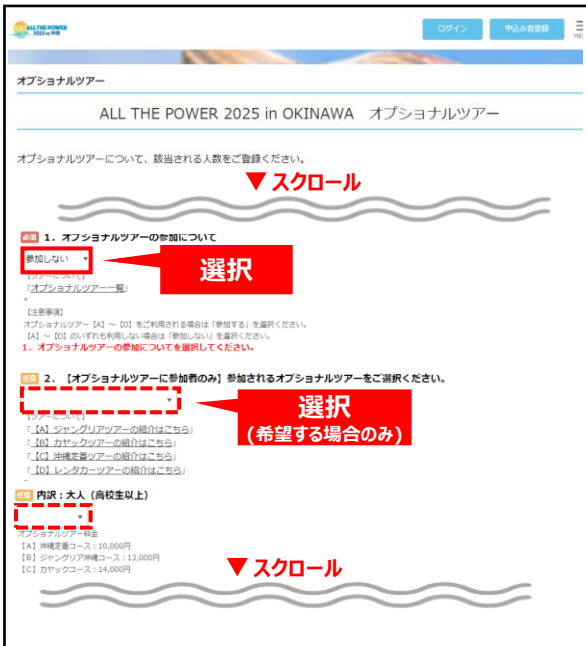 ALL THE POWER
2025 in 沖縄
ログイン
申込み者登録
オプショナルツアー
ALL THE POWER 2025 in OKINAWA オプショナルツアー
オプショナルツアーについて、該当される人数をご登録ください。
▼ スクロール
必須 1. オプショナルツアーの参加について
参加しない
選択
【ツアーについて】
「オプショナルツアー一覧」
*
【注意事項】
オプショナルツアー【A】～【D】をご利用される場合は「参加する」を選択ください。
【A】～【D】のいずれも利用しない場合は「参加しない」を選択ください。
1. オプショナルツアーの参加についてを選択してください。
任意 2. 【オプショナルツアーに参加者のみ】参加されるオプショナルツアーをご選択ください。
選択
(希望する場合のみ)
【ツアーについて】
「【A】ジャングリアツアーの紹介はこちら」
「【B】カヤックツアーの紹介はこちら」
「【C】沖縄定番ツアーの紹介はこちら」
「【D】レンタカーツアーの紹介はこちら」
任意 内訳：大人（高校生以上）
オプショナルツアー料金
【A】沖縄定番コース：10,000円
【B】ジャングリア沖縄コース：13,000円
【C】カヤックコース：14,000円
▼ スクロール